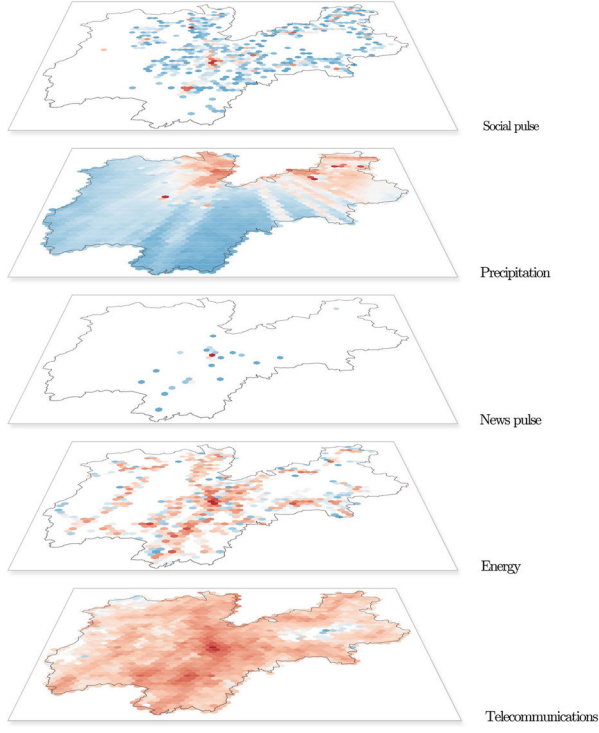 Social pulse
Precipitation
News pulse
Energy
Telecommunications